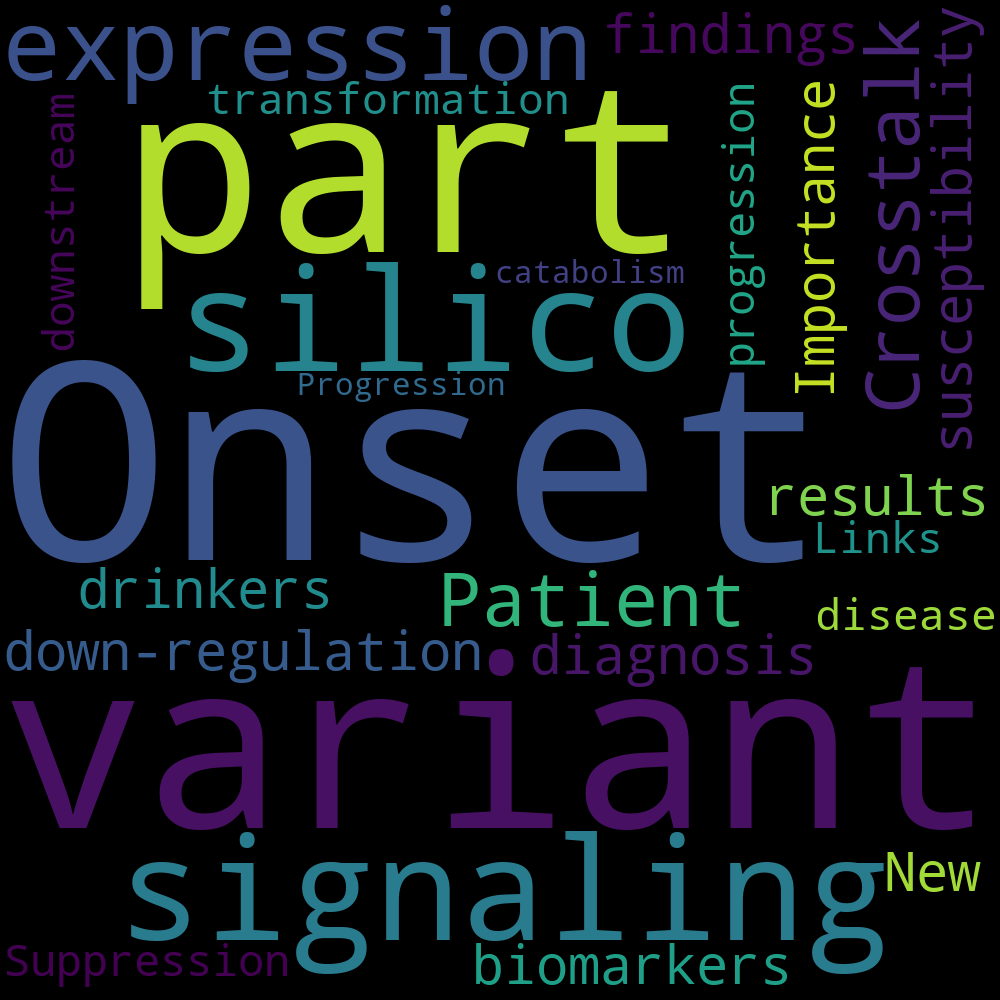 expression
findings
transformation
part
downstream
progression
Importance
Crosstalk
susceptibility
silico
catabolism
Progression
Onset
results
Links
drinkers
Patient
disease
down-regulation
diagnosis
variant
signaling
New
Suppression
biomarkers